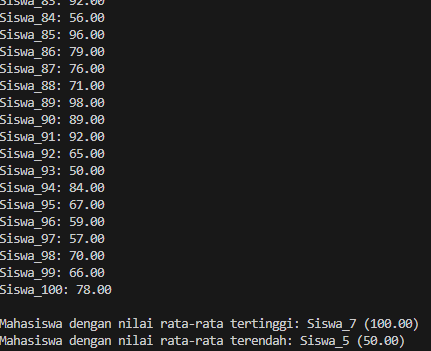 Siswa_83: 92.00
Siswa_84: 56.00
Siswa_85: 96.00
Siswa_86: 79.00
Siswa_87: 76.00
Siswa_88: 71.00
Siswa_89: 98.00
Siswa_90: 89.00
Siswa_91: 92.00
Siswa_92: 65.00
Siswa_93: 50.00
Siswa_94: 84.00
Siswa_95: 67.00
Siswa_96: 59.00
Siswa_97: 57.00
Siswa_98: 70.00
Siswa_99: 66.00
Siswa_100: 78.00
Mahasiswa dengan nilai rata-rata tertinggi: Siswa_7 (100.00)
Mahasiswa dengan nilai rata-rata terendah: Siswa_5 (50.00)